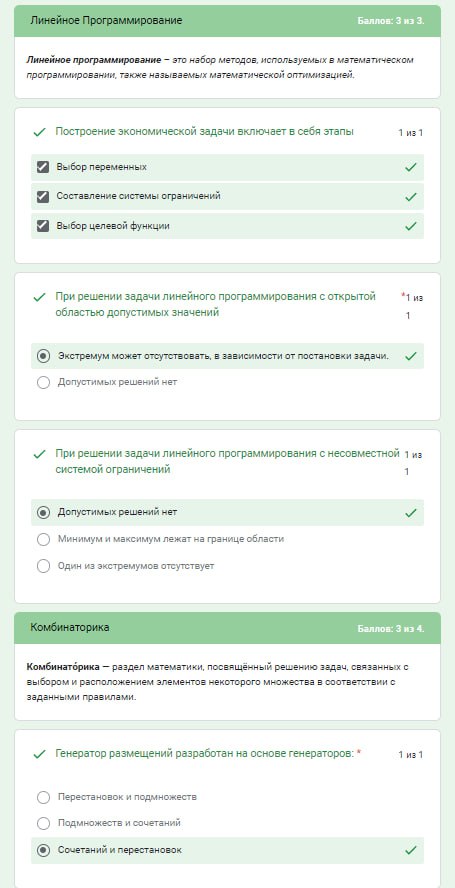 Линейное Программирование
Баллов: 3 из 3.
Линейное программирование – это набор методов, используемых в математическом
программировании, также называемых математической оптимизацией.
Построение экономической задачи включает в себя этапы
1 из 1
Выбор переменных
Составление системы ограничений
Выбор целевой функции
При решении задачи линейного программирования с открытой
областью допустимых значений
*1 из
1
Экстремум может отсутствовать, в зависимости от постановки задачи.
Допустимых решений нет
При решении задачи линейного программирования с несовместной
системой ограничений
1 из
1
Допустимых решений нет
Минимум и максимум лежат на границе области
Один из экстремумов отсутствует
Комбинаторика
Баллов: 3 из 4.
Комбинато́рика — раздел математики, посвящённый решению задач, связанных с
выбором и расположением элементов некоторого множества в соответствии с
заданными правилами.
Генератор размещений разработан на основе генераторов: *
1 из 1
Перестановок и подмножеств
Подмножеств и сочетаний
Сочетаний и перестановок